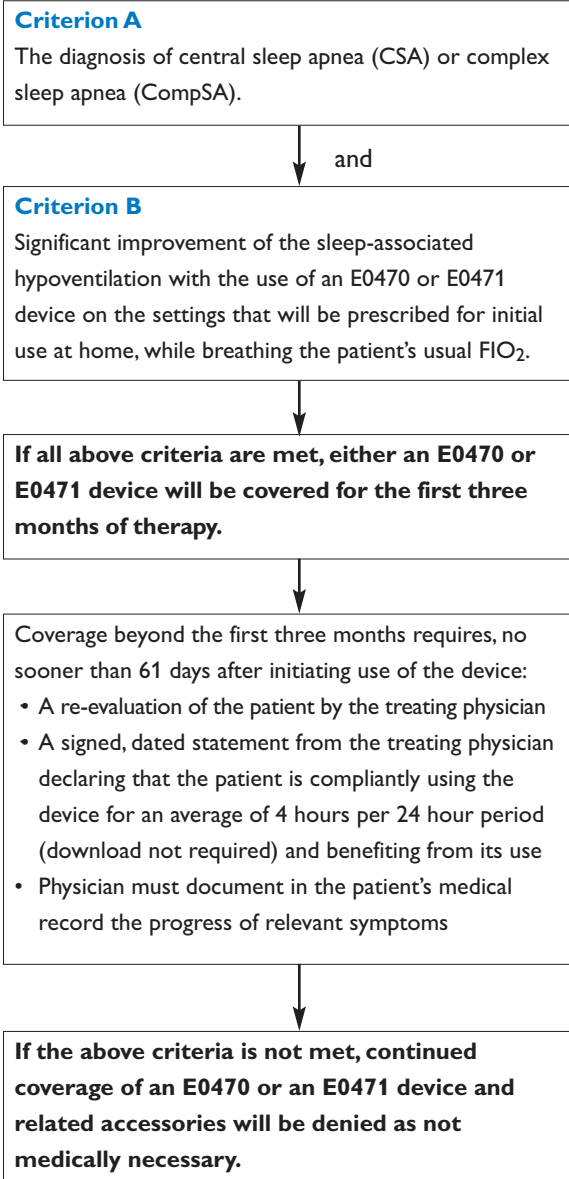 Criterion A
The diagnosis of central sleep apnea (CSA) or complex
sleep apnea (CompSA).
and
Criterion B
Significant improvement of the sleep-associated
hypoventilation with the use of an E0470 or E0471
device on the settings that will be prescribed for initial
use at home, while breathing the patient’s usual FIO2.
If all above criteria are met, either an E0470 or
E0471 device will be covered for the first three
months of therapy.
Coverage beyond the first three months requires, no
sooner than 61 days after initiating use of the device:
• A re-evaluation of the patient by the treating physician
• A signed, dated statement from the treating physician
declaring that the patient is compliantly using the
device for an average of 4 hours per 24 hour period
(download not required) and benefiting from its use
• Physician must document in the patient’s medical
record the progress of relevant symptoms
If the above criteria is not met, continued
coverage of an E0470 or an E0471 device and
related accessories will be denied as not
medically necessary.